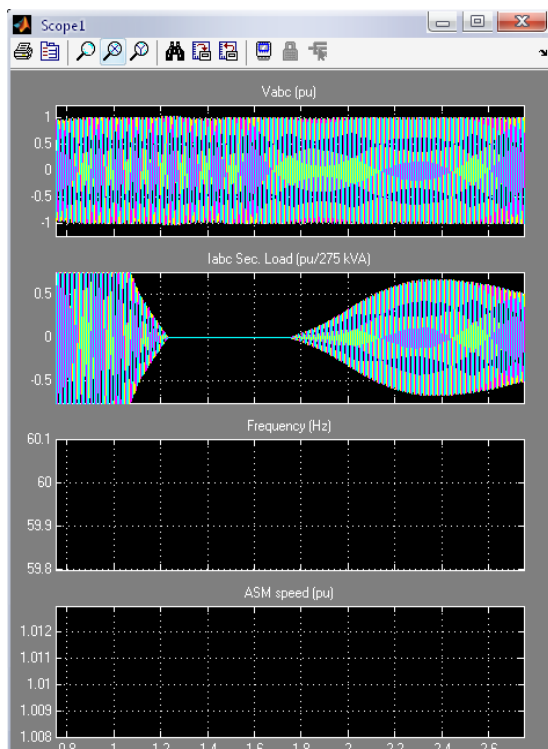 Scope1
Vabc (pu)
1
0.5
0
-0.5
-1
Iabc Sec. Load (pu/275 kVA)
0.5
0
-0.5
Frequency (Hz)
60.1
60
59.9
59.8
ASM speed (pu)
1.012
1.011
1.01
1.009
1.008
0.8 1 1.2 1.4 1.6 1.8 2 2.2 2.4 2.6